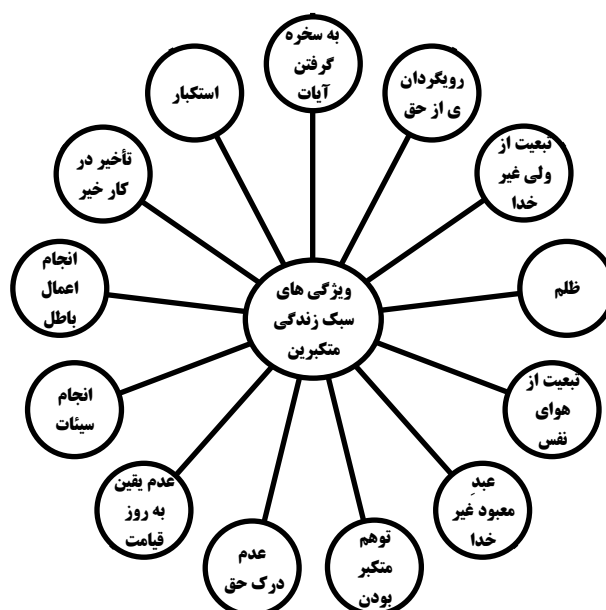 ویژگی های
سبک زندگی
متکبرین
به سخره
گرفتن
آیات
رویگردان
ی از حق
تبعیت از
ولی غیر
خدا
ظلم
تبعیت از
هوای
نفس
عبدِ
معبود غیر
خدا
توهم
متکبر
بودن
عدم
درک حق
عدم یقین
به روز
قیامت
انجام
سیئات
انجام
اعمال
باطل
تأخیر در
کار خیر
استکبار